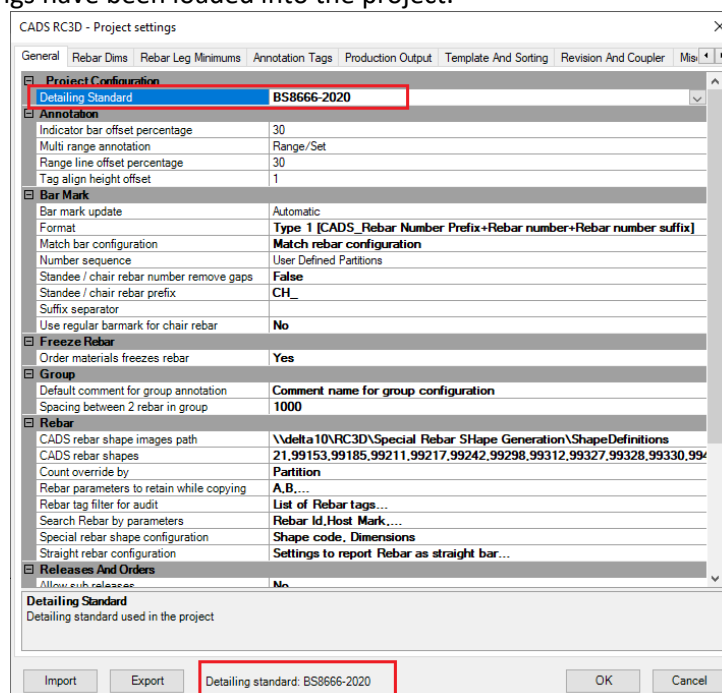 ngs have been loaded into the project.
CADS RC3D - Project settings
General Rebar Dims Rebar Leg Minimums Annotation Tags Production Output Template And Sorting Revision And Coupler Mis
Project Configuration
Detailing Standard BS8666-2020
Annotation
Indicator bar offset percentage 30
Multi range annotation Range/Set
Range line offset percentage 30
Tag align height offset 1
Bar Mark
Bar mark update Automatic
Format Type 1 [CADS_Rebar Number Prefix+Rebar number+Rebar number suffix]
Match bar configuration Match rebar configuration
Number sequence User Defined Partitions
Standee / chair rebar number remove gaps False
Standee / chair rebar prefix CH_
Suffix separator
Use regular barmark for chair rebar No
Freeze Rebar
Order materials freezes rebar Yes
Group
Default comment for group annotation Comment name for group configuration
Spacing between 2 rebar in group 1000
Rebar
CADS rebar shape images path \\delta10\RC3D\Special Rebar SHape Generation\ShapeDefinitions
CADS rebar shapes 21,99153,99185,99211,99217,99242,99298,99312,99327,99328,99330,994
Count override by Partition
Rebar parameters to retain while copying A,B,...
Rebar tag filter for audit List of Rebar tags...
Search Rebar by parameters Rebar Id,Host Mark,...
Special rebar shape configuration Shape code, Dimensions
Straight rebar configuration Settings to report Rebar as straight bar...
Releases And Orders
Allow sub releases No
Detailing Standard
Detailing standard used in the project
Import Export Detailing standard: BS8666-2020 OK Cancel